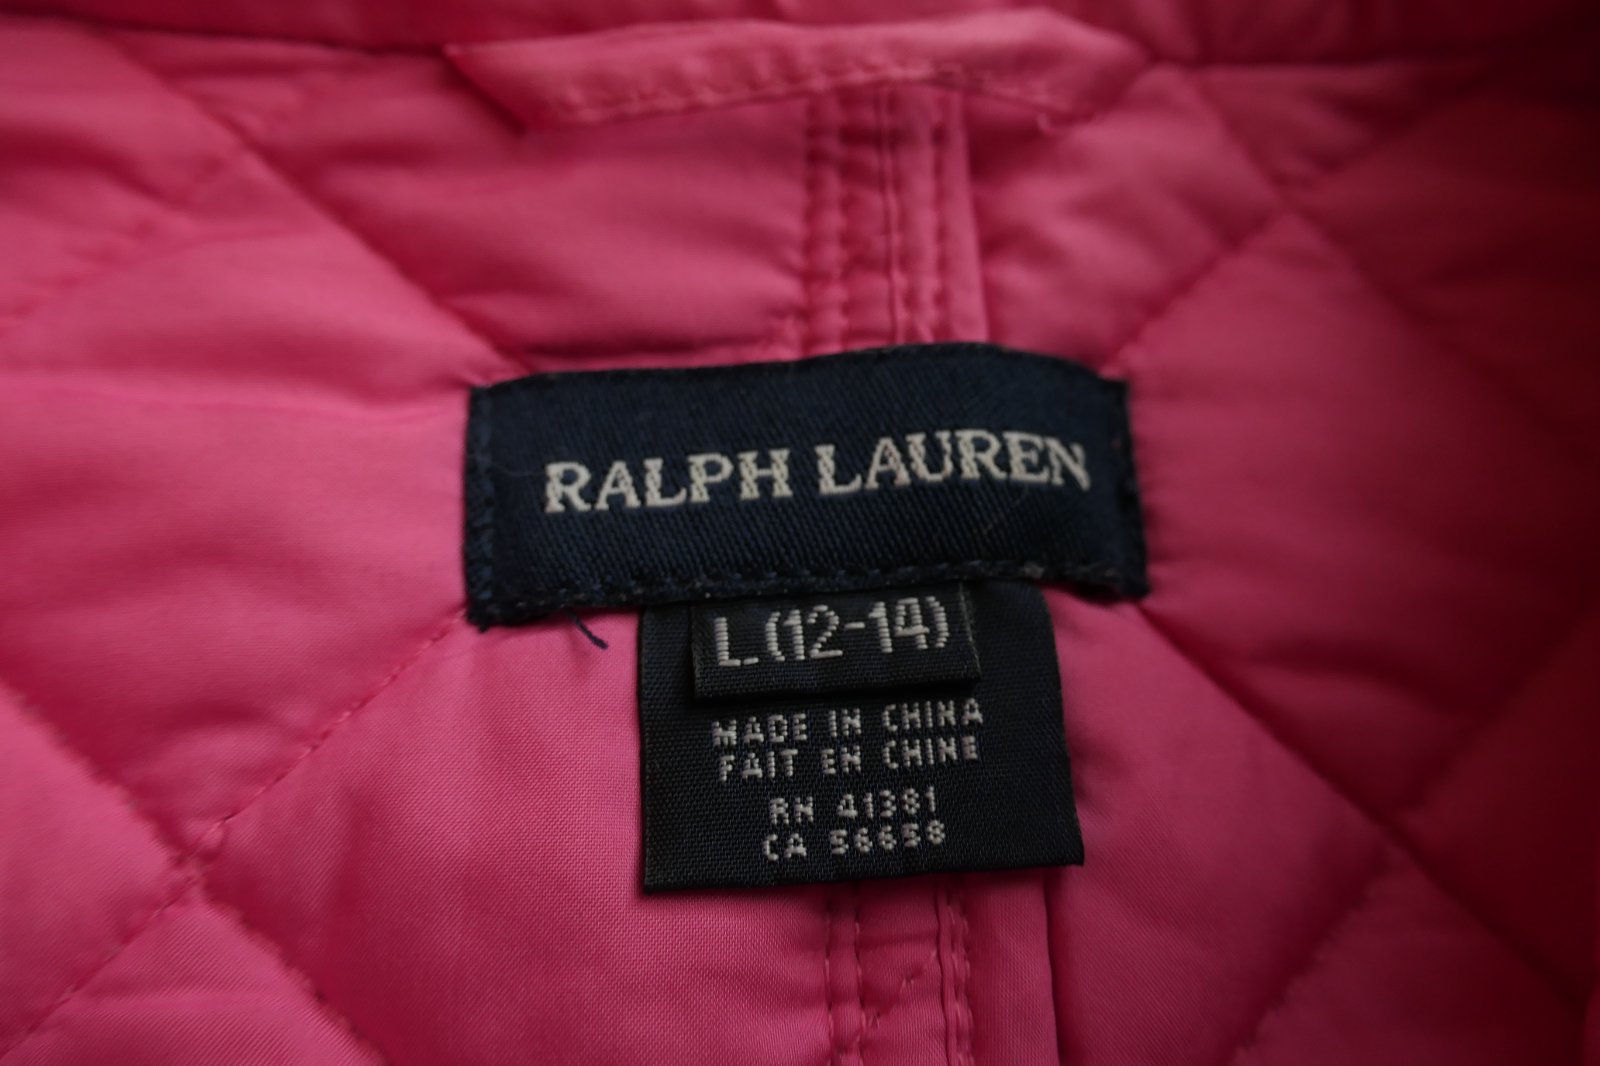 RALPH LAUREN
L (12-14)
MADE IN CHINA
FAIT EN CHINE
RN 41381
CA 56658